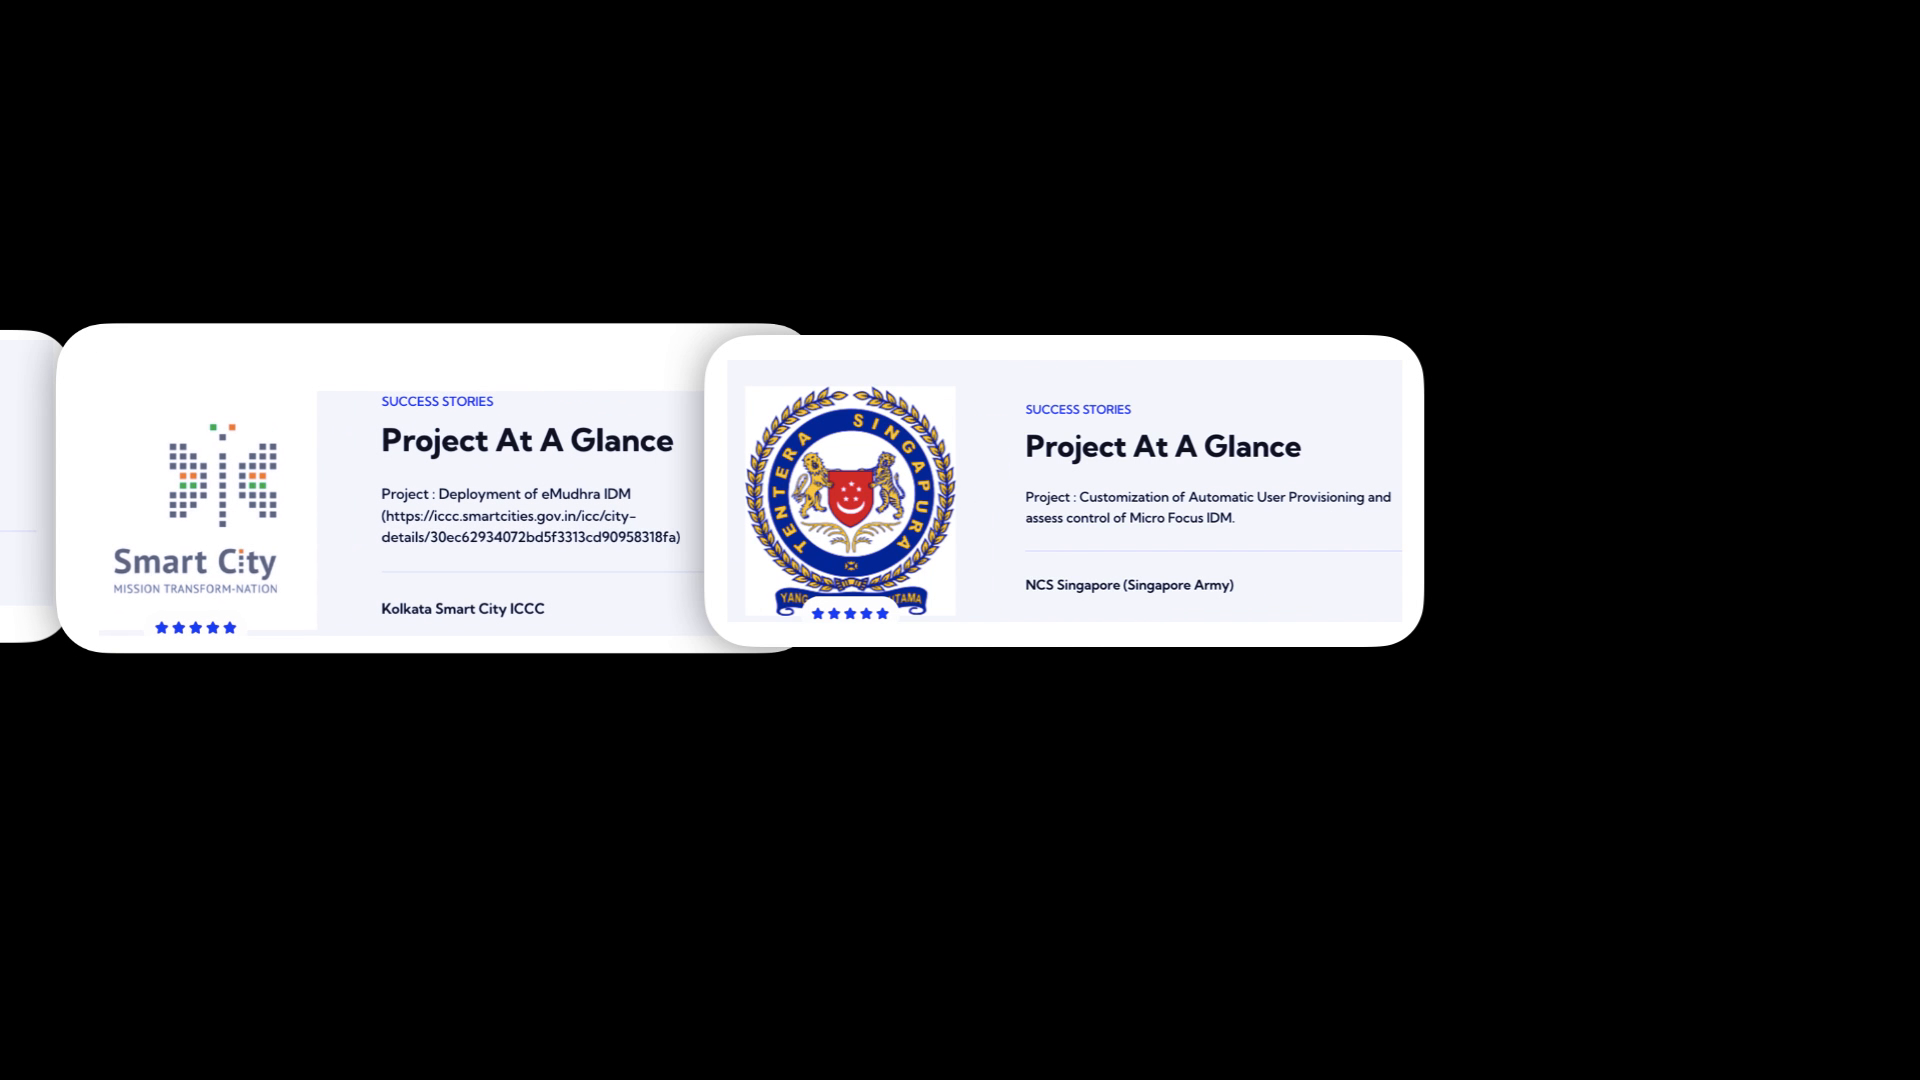 Smart City
MISSION TRANSFORM-NATION
SUCCESS STORIES
Project At A Glance
Project : Deployment of eMudhra IDM
(https://iccc.smartcities.gov.in/icc/city-
details/30ec62934072bd5f3313cd90958318fa)
Kolkata Smart City ICCC
TENTERA SINGAPURA
YANG
SUCCESS STORIES
Project At A Glance
Project : Customization of Automatic User Provisioning and
assess control of Micro Focus IDM.
NCS Singapore (Singapore Army)